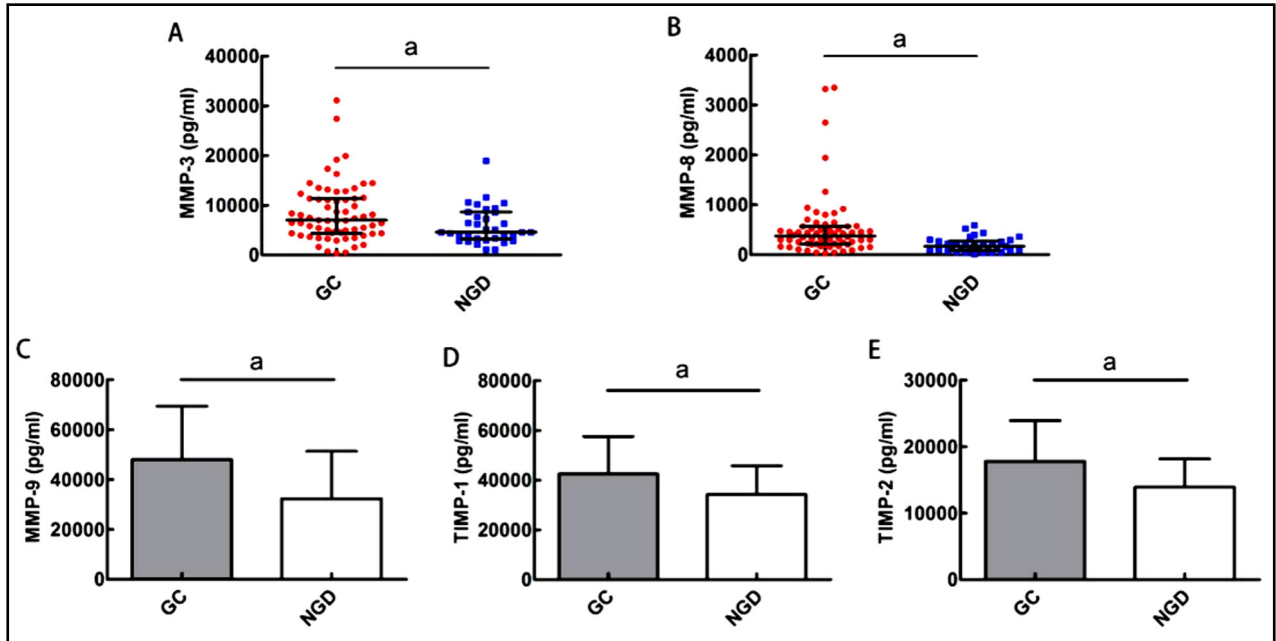 A
a
MMP-3 (pg/ml)
40000
30000
20000
10000
0
GC
NGD
B
a
MMP-8 (pg/ml)
4000
3000
2000
1000
0
GC
NGD
C
a
MMP-9 (pg/ml)
80000
60000
40000
20000
0
GC
NGD
D
a
TIMP-1 (pg/ml)
80000
60000
40000
20000
0
GC
NGD
E
a
TIMP-2 (pg/ml)
30000
20000
10000
0
GC
NGD